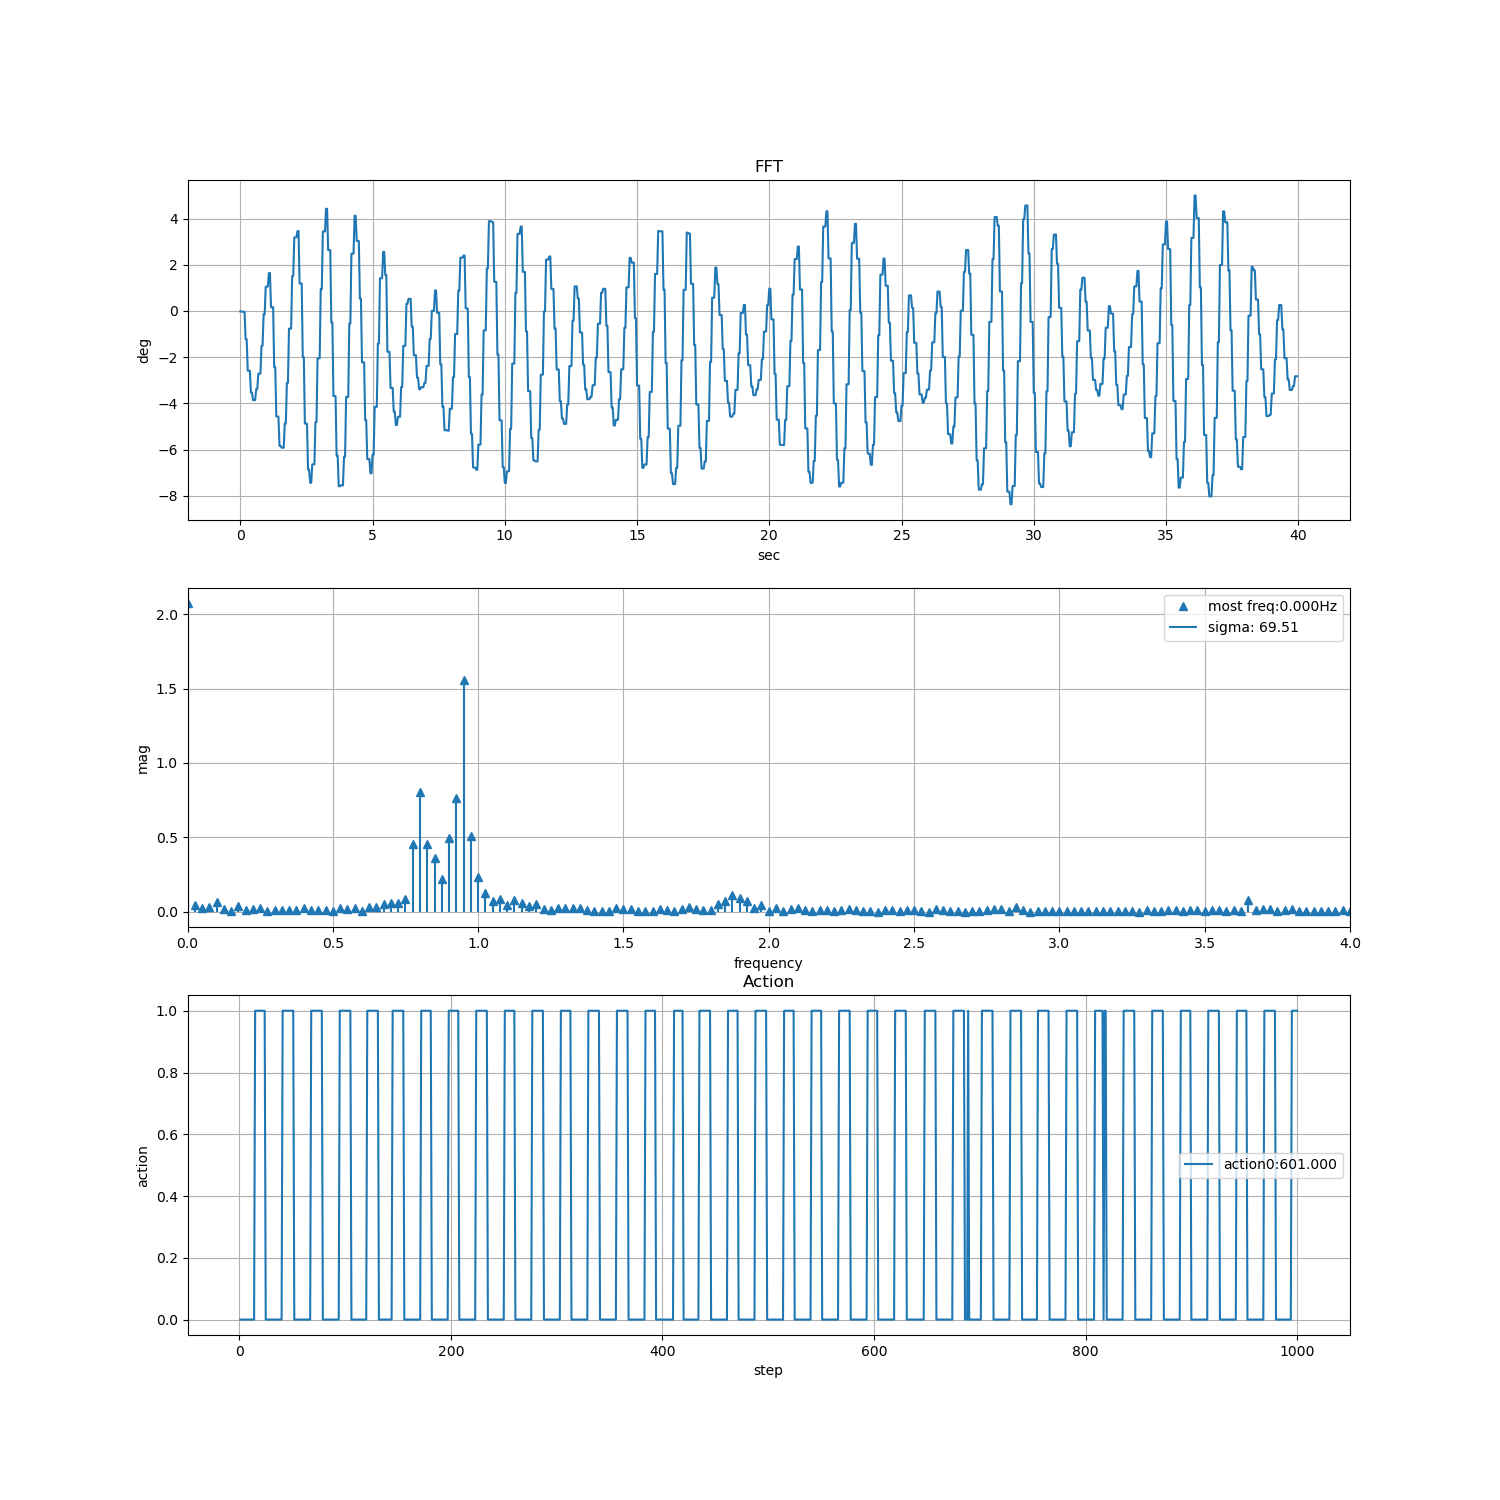 FFT
4
2
0
−2
−4
−6
−8
deg
0 5 10 15 20 25 30 35 40
sec
2.0
1.5
1.0
0.5
0.0
mag
most freq:0.000Hz
sigma: 69.51
0.0 0.5 1.0 1.5 2.0 2.5 3.0 3.5 4.0
frequency
Action
1.0
0.8
0.6
0.4
0.2
0.0
action
action0:601.000
0 200 400 600 800 1000
step